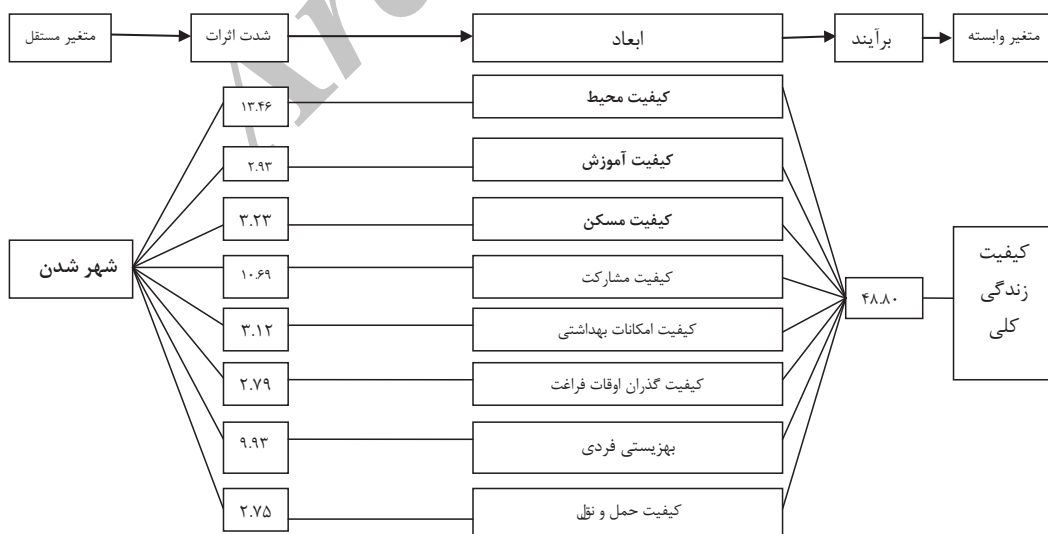 متغیر وابسته
برآیند
ابعاد
شدت اثرات
متغیر مستقل
کیفیت محیط
۱۳.۴۶
کیفیت آموزش
۲.۹۳
کیفیت مسکن
۳.۲۳
کیفیت
زندگی
کلی
۴۸.۸۰
کیفیت مشارکت
۱۰.۶۹
شهر شدن
کیفیت امکانات بهداشتی
۳.۱۲
کیفیت گذران اوقات فراغت
۲.۷۹
بهزیستی فردی
۹.۹۳
کیفیت حمل و نقل
۲.۷۵